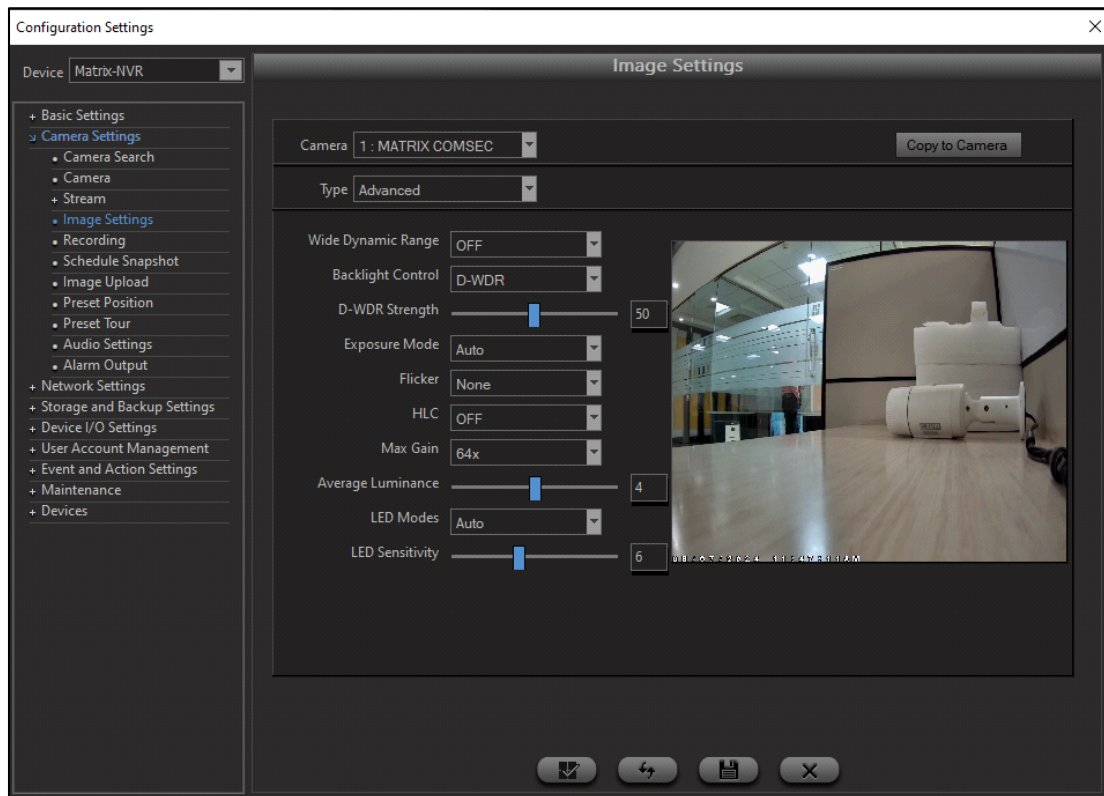 Configuration Settings
Device Matrix-NVR
+ Basic Settings
Camera Settings
Camera Search
Camera
+ Stream
Image Settings
Recording
Schedule Snapshot
Image Upload
Preset Position
Preset Tour
Audio Settings
Alarm Output
+ Network Settings
+ Storage and Backup Settings
+ Device I/O Settings
+ User Account Management
+ Event and Action Settings
+ Maintenance
+ Devices
Image Settings
Camera 1 : MATRIX COMSEC Copy to Camera
Type Advanced
Wide Dynamic Range OFF
Backlight Control D-WDR
D-WDR Strength 50
Exposure Mode Auto
Flicker None
HLC OFF
Max Gain 64x
Average Luminance 4
LED Modes Auto
LED Sensitivity 6